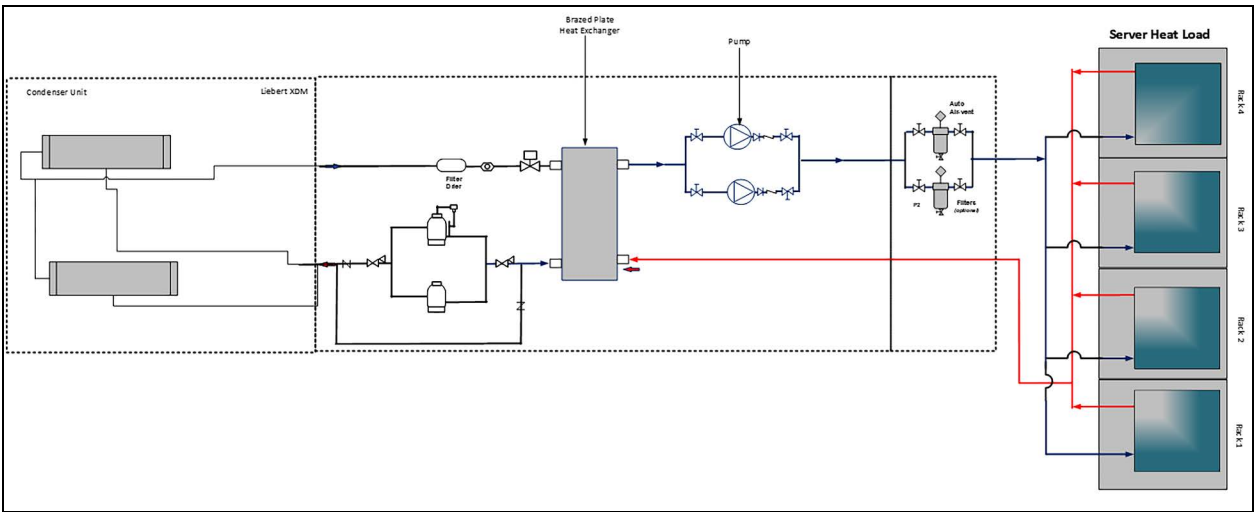 Brazed Plate
Heat Exchanger
Pump
Server Heat Load
Condenser Unit
Liebert XDM
Auto
Air-vent
Filter
Drier
P2
Filters
(optional)
Rack 4
Rack 3
Rack 2
Rack 1